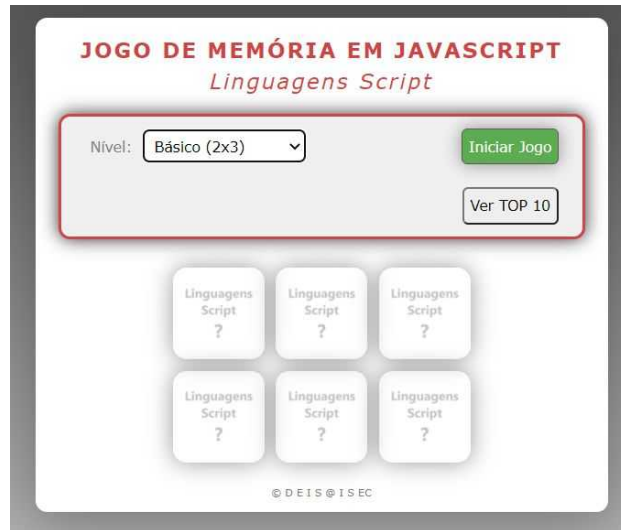 JOGO DE MEMÓRIA EM JAVASCRIPT
Linguagens Script
Nível: Básico (2x3) Iniciar Jogo
Ver TOP 10
Linguagens Linguagens Linguagens
Script Script Script
? ? ?
Linguagens Linguagens Linguagens
Script Script Script
? ? ?
© D E I S @ I S EC